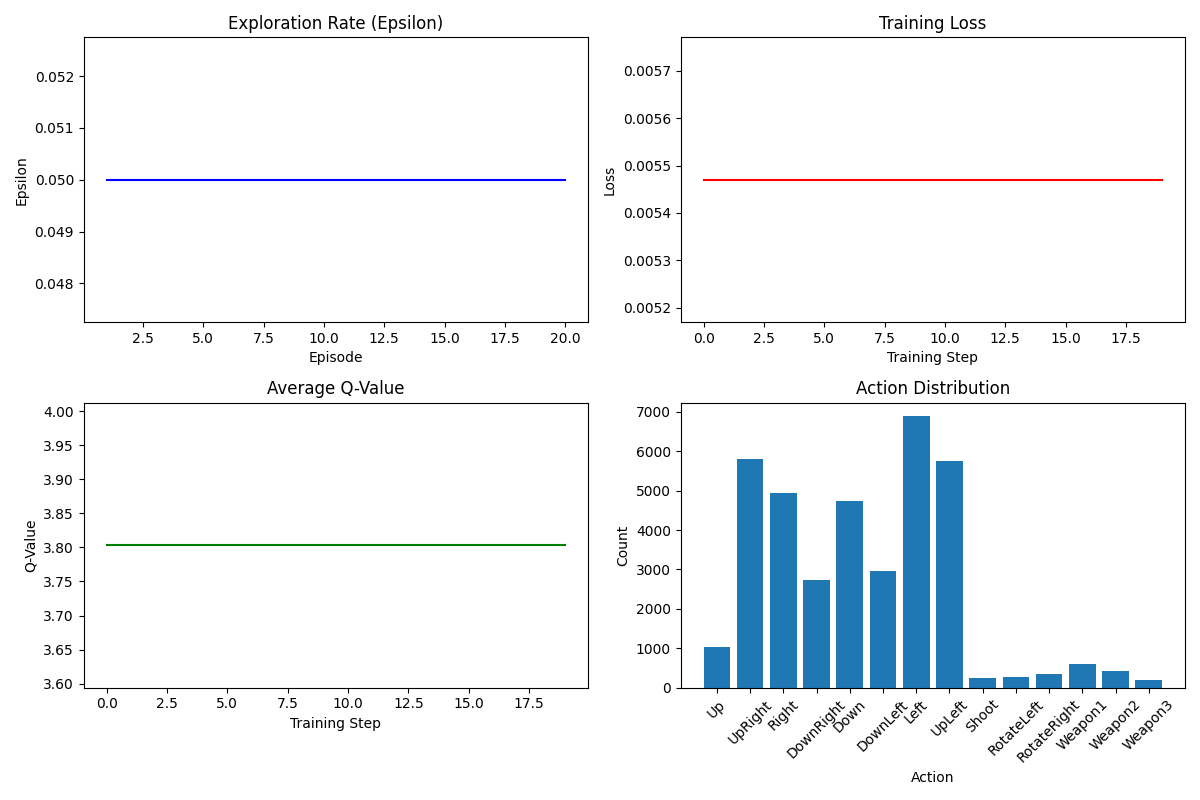 Exploration Rate (Epsilon)
0.052
0.051
0.050
0.049
0.048
Epsilon
2.5 5.0 7.5 10.0 12.5 15.0 17.5 20.0
Episode
Training Loss
0.0057
0.0056
0.0055
0.0054
0.0053
0.0052
Loss
0.0 2.5 5.0 7.5 10.0 12.5 15.0 17.5
Training Step
Average Q-Value
4.00
3.95
3.90
3.85
3.80
3.75
3.70
3.65
3.60
Q-Value
0.0 2.5 5.0 7.5 10.0 12.5 15.0 17.5
Training Step
Action Distribution
7000
6000
5000
4000
3000
2000
1000
0
Count
Up
UpRight
Right
DownRight
Down
DownLeft
Left
UpLeft
Shoot
RotateLeft
RotateRight
Weapon1
Weapon2
Weapon3
Action